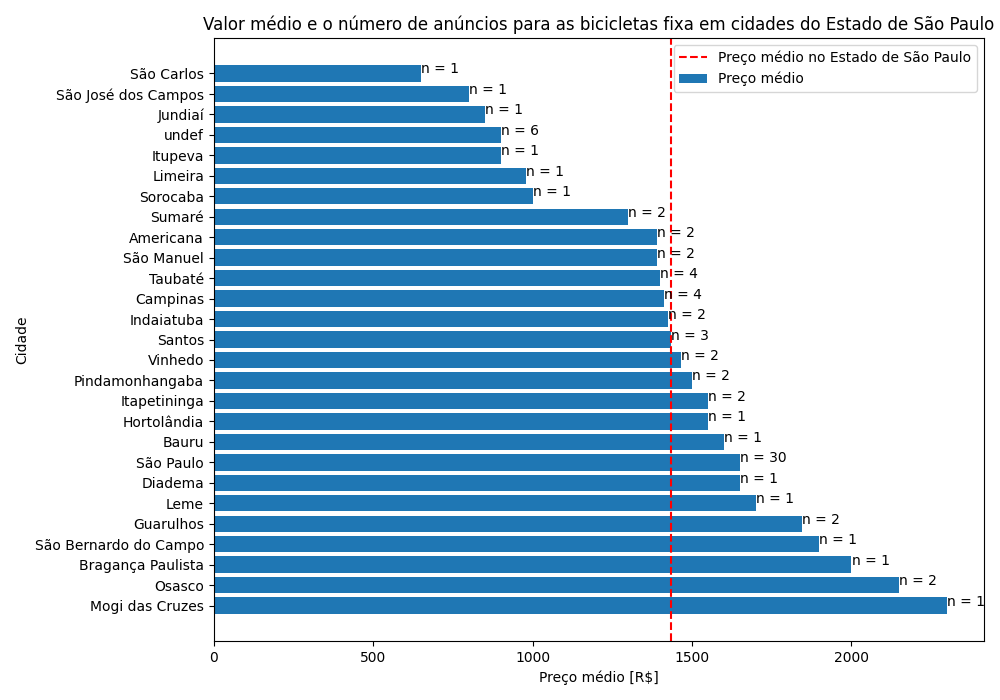 Valor médio e o número de anúncios para as bicicletas fixa em cidades do Estado de São Paulo
Preço médio no Estado de São Paulo
Preço médio
São Carlos n = 1
São José dos Campos n = 1
Jundiaí n = 1
undef n = 6
Itupeva n = 1
Limeira n = 1
Sorocaba n = 1
Sumaré n = 2
Americana n = 2
São Manuel n = 2
Taubaté n = 4
Campinas n = 4
Indaiatuba n = 2
Santos n = 3
Vinhedo n = 2
Pindamonhangaba n = 2
Itapetininga n = 2
Hortolândia n = 1
Bauru n = 1
São Paulo n = 30
Diadema n = 1
Leme n = 1
Guarulhos n = 2
São Bernardo do Campo n = 1
Bragança Paulista n = 1
Osasco n = 2
Mogi das Cruzes n = 1
Cidade
0 500 1000 1500 2000
Preço médio [R$]